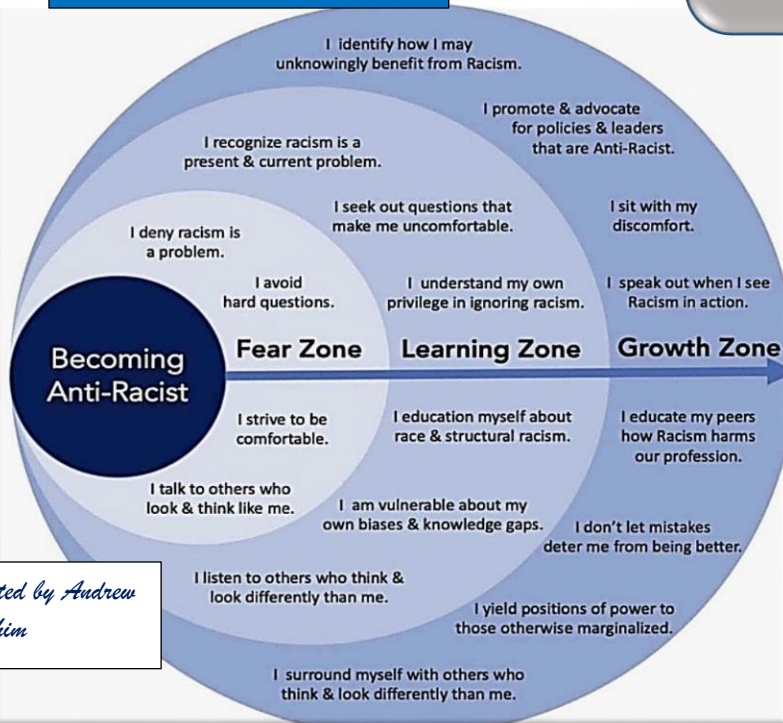 I identify how I may
unknowingly benefit from Racism.
I promote & advocate
for policies & leaders
that are Anti-Racist.
I recognize racism is a
present & current problem.
I seek out questions that
make me uncomfortable.
I sit with my
discomfort.
I deny racism is
a problem.
I avoid
hard questions.
I understand my own
privilege in ignoring racism.
I speak out when I see
Racism in action.
Becoming
Anti-Racist
Fear Zone
Learning Zone
Growth Zone
I strive to be
comfortable.
I education myself about
race & structural racism.
I educate my peers
how Racism harms
our profession.
I talk to others who
look & think like me.
I am vulnerable about my
own biases & knowledge gaps.
I don't let mistakes
deter me from being better.
I listen to others who think &
look differently than me.
I yield positions of power to
those otherwise marginalized.
I surround myself with others who
think & look differently than me.
by Andrew